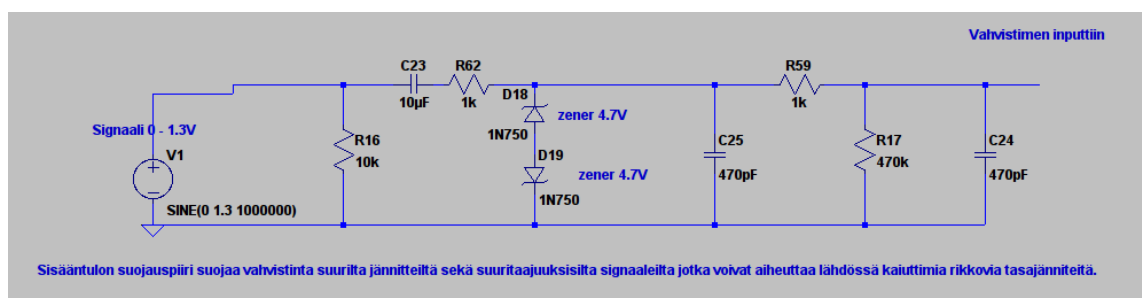 Vahvistimen inputtiin
C23
R62
R59
10µF
1k
D18
1k
zener 4.7V
Signaali 0 - 1.3V
1N750
V1
R16
10k
D19
C25
R17
C24
zener 4.7V
470pF
470k
470pF
1N750
SINE(0 1.3 1000000)
Sisääntulon suojauspiiri suojaa vahvistinta suurilta jännitteiltä sekä suuritaajuuksisilta signaaleilta jotka voivat aiheuttaa lähdössä kaiuttimia rikkovia tasajänniteitä.